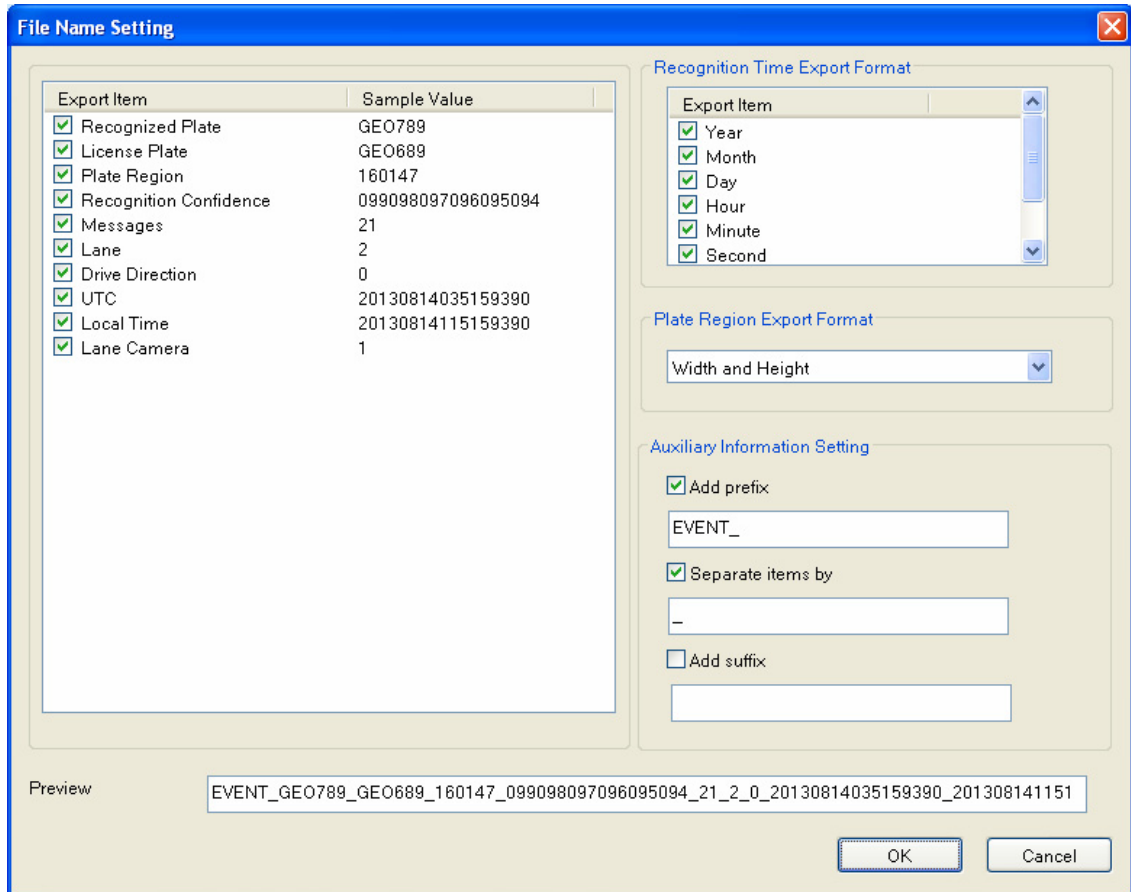 File Name Setting
Export Item Sample Value
Recognized Plate GEO789
License Plate GEO689
Plate Region 160147
Recognition Confidence 099098097096095094
Messages 21
Lane 2
Drive Direction 0
UTC 20130814035159390
Local Time 20130814115159390
Lane Camera 1
Recognition Time Export Format
Export Item
Year
Month
Day
Hour
Minute
Second
Plate Region Export Format
Width and Height
Auxiliary Information Setting
Add prefix
EVENT_
Separate items by
_
Add suffix
Preview
EVENT_GEO789_GEO689_160147_099098097096095094_21_2_0_20130814035159390_201308141151
OK Cancel